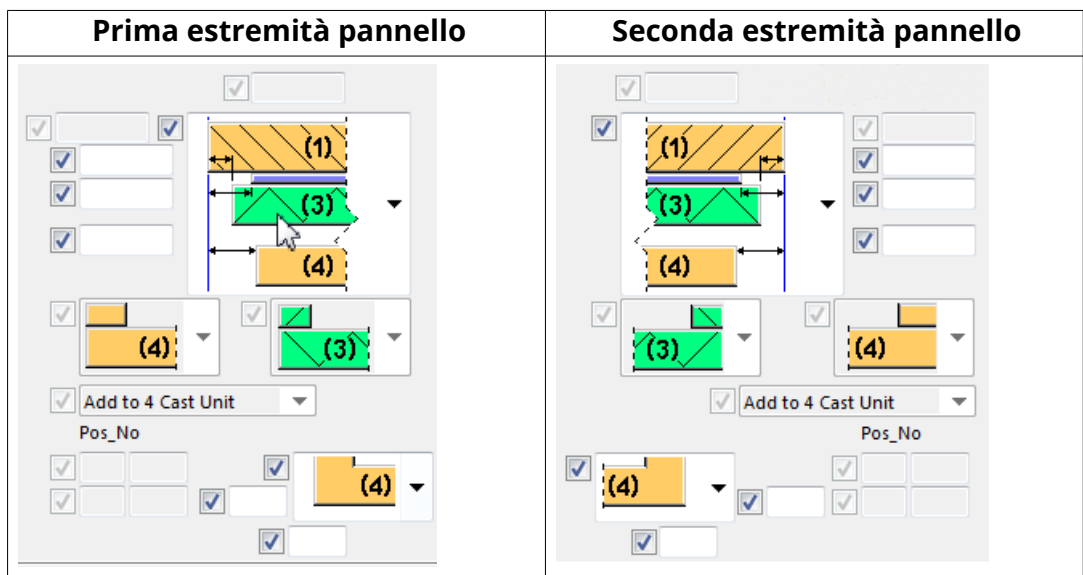 Prima estremità pannello
Seconda estremità pannello
(1)
(3)
(4)
(4)
(3)
Add to 4 Cast Unit
Pos_No
(4)
(1)
(3)
(4)
(3)
(4)
Add to 4 Cast Unit
Pos_No
(4)